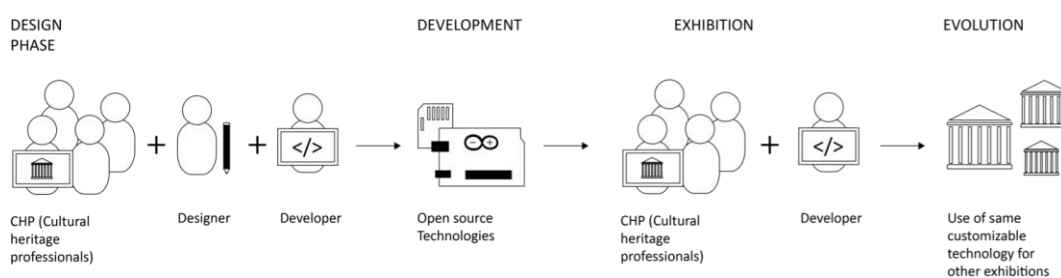 DESIGN
PHASE
DEVELOPMENT
EXHIBITION
EVOLUTION
</>
</>
CHP (Cultural
heritage
professionals)
Designer
Developer
Open source
Technologies
CHP (Cultural
heritage
professionals)
Developer
Use of same
customizable
technology for
other exhibitions